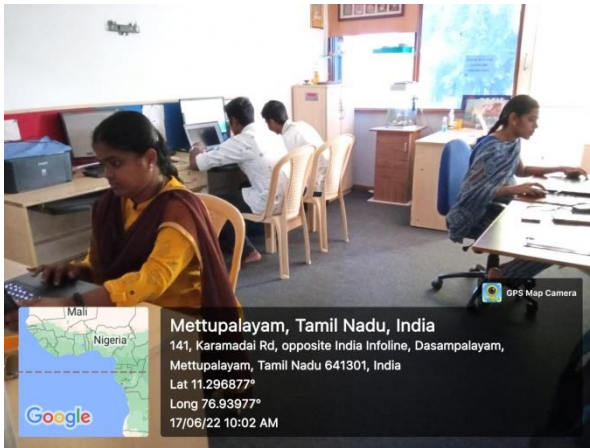 GPS Map Camera
Mali
Nigeria
Google
Mettupalayam, Tamil Nadu, India
141, Karamadai Rd, opposite India Infoline, Dasampalayam,
Mettupalayam, Tamil Nadu 641301, India
Lat 11.296877°
Long 76.93977°
17/06/22 10:02 AM